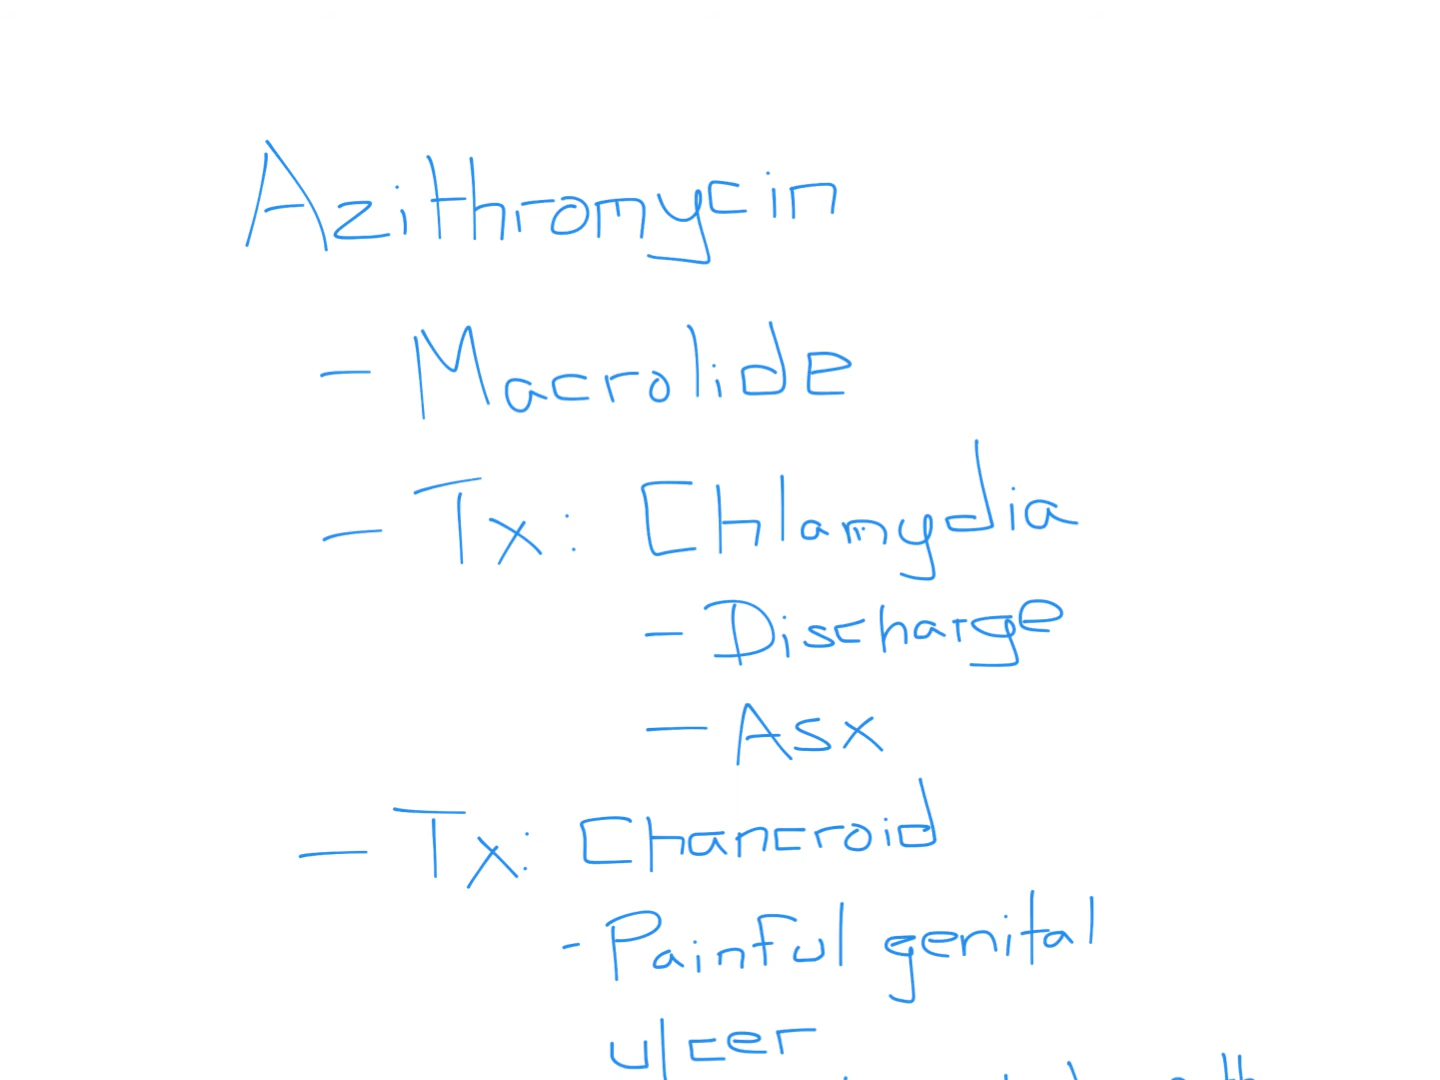 Azithromycin
- Macrolide
- Tx: Chlamydia
- Discharge
- Asx
- Tx: Chancroid
- Painful genital
ulcer